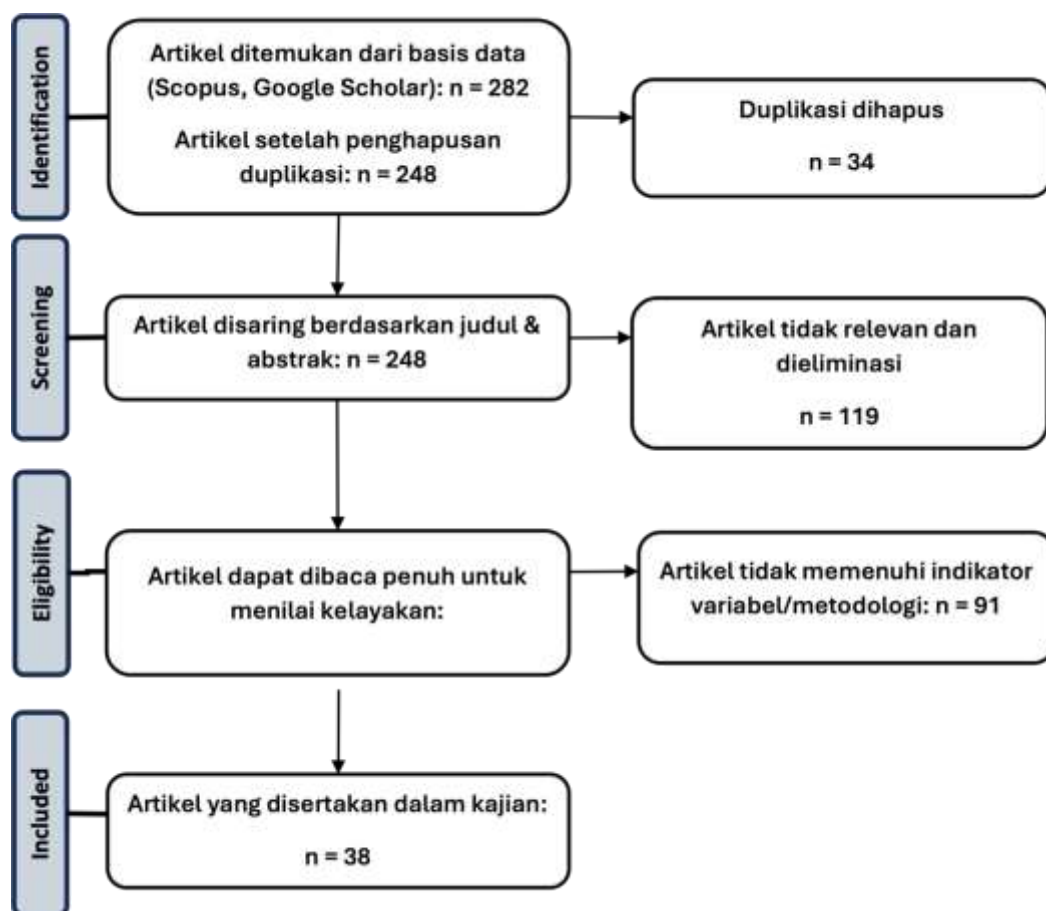 Identification
Artikel ditemukan dari basis data
(Scopus, Google Scholar): n = 282
Artikel setelah penghapusan
duplikasi: n = 248
Duplikasi dihapus
n = 34
Screening
Artikel disaring berdasarkan judul &
abstrak: n = 248
Artikel tidak relevan dan
dieliminasi
n = 119
Eligibility
Artikel dapat dibaca penuh untuk
menilai kelayakan:
Artikel tidak memenuhi indikator
variabel/metodologi: n = 91
Included
Artikel yang disertakan dalam kajian:
n = 38